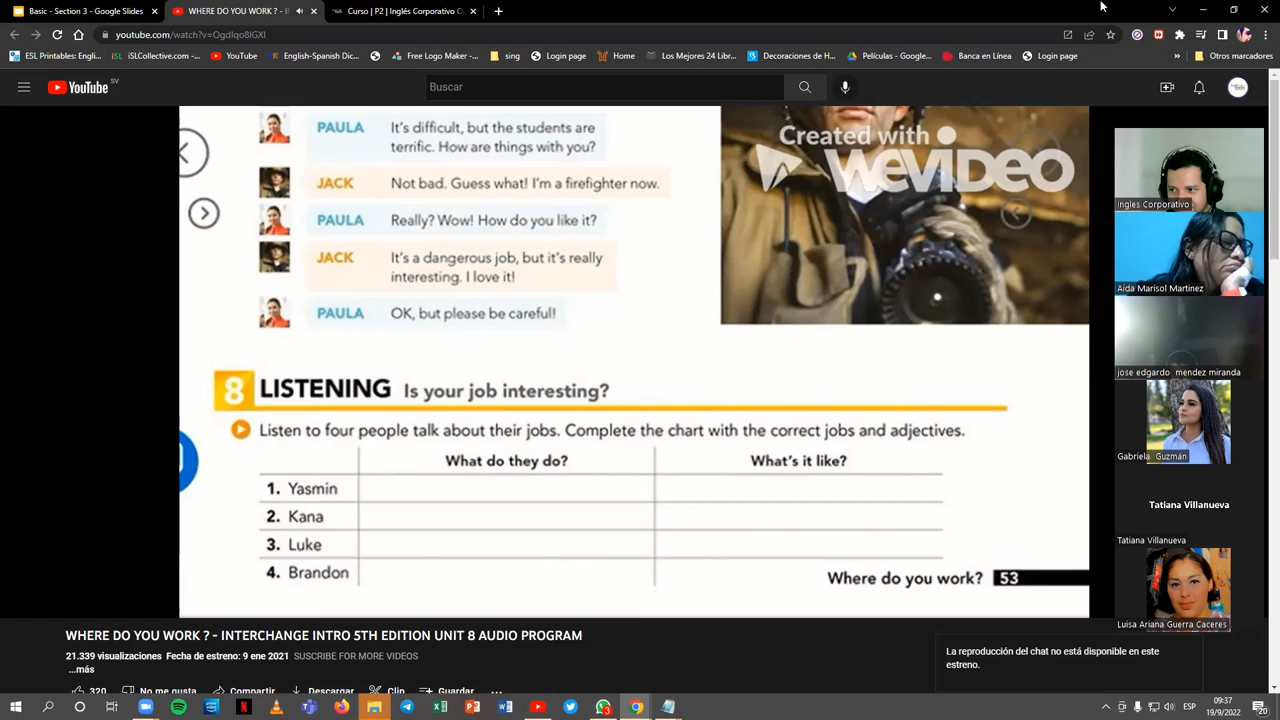 Basic - Section 3 - Google Slides
WHERE DO YOU WORK ? - I
Curso | P2 | Inglés Corporativo C
youtube.com/watch?v=OgdIqo8IGXI
ESL Printables: Engl...
iSLCollective.com -...
YouTube
English-Spanish Dic...
Free Logo Maker -...
sing
Login page
Home
Los Mejores 24 Libr...
Decoraciones de H...
Películas - Google...
Banca en Línea
Login page
»
Otros marcadores
YouTube SV
Buscar
PAULA It's difficult, but the students are
terrific. How are things with you?
JACK Not bad. Guess what! I'm a firefighter now.
PAULA Really? Wow! How do you like it?
JACK It's a dangerous job, but it's really
interesting. I love it!
PAULA OK, but please be careful!
Created with
WEVIDEO
8 LISTENING Is your job interesting?
Listen to four people talk about their jobs. Complete the chart with the correct jobs and adjectives.
What do they do? What's it like?
1. Yasmin
2. Kana
3. Luke
4. Brandon
Where do you work? 53
Ingles Corporativo
Aida Marisol Martinez
jose edgardo mendez miranda
Gabriela Guzmán
Tatiana Villanueva
Tatiana Villanueva
Luisa Ariana Guerra Caceres
WHERE DO YOU WORK ? - INTERCHANGE INTRO 5TH EDITION UNIT 8 AUDIO PROGRAM
21.339 visualizaciones Fecha de estreno: 9 ene 2021 SUSCRIBE FOR MORE VIDEOS
...más
320 No me gusta Compartir Descargar Clip Guardar ...
La reproducción del chat no está disponible en este
estreno.
ESP
09:37
19/9/2022
20